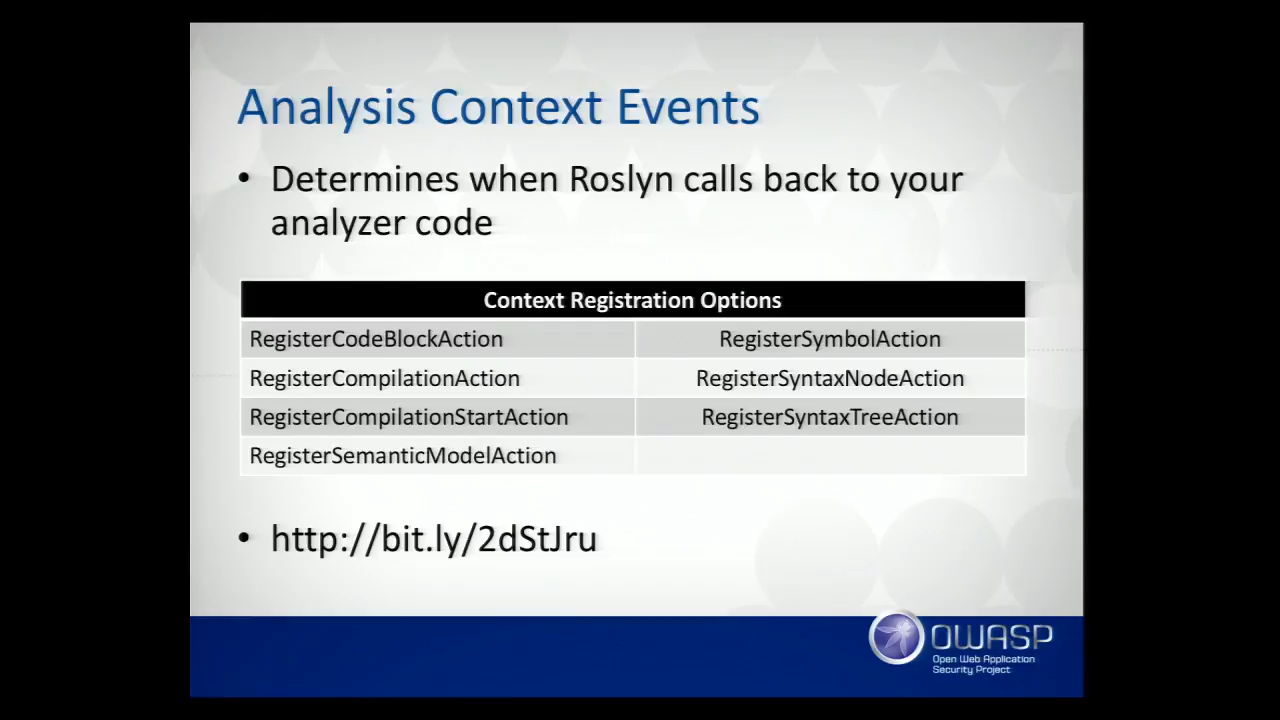 Analysis Context Events
• Determines when Roslyn calls back to your
analyzer code
Context Registration Options
RegisterCodeBlockAction RegisterSymbolAction
RegisterCompilationAction RegisterSyntaxNodeAction
RegisterCompilationStartAction RegisterSyntaxTreeAction
RegisterSemanticModelAction
• http://bit.ly/2dStJru
OWASP
Open Web Application
Security Project